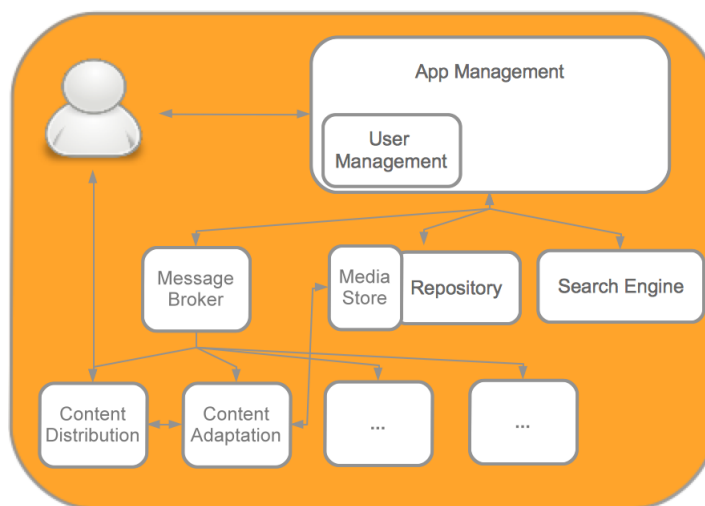 App Management
User
Management
Message
Broker
Media
Store
Repository
Search Engine
Content
Distribution
Content
Adaptation
...
...